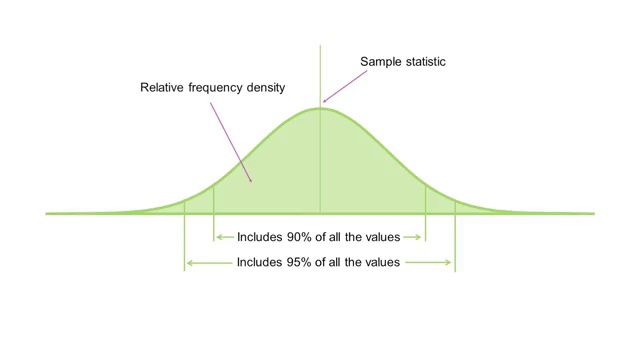 Sample statistic
Relative frequency density
Includes 90% of all the values
Includes 95% of all the values